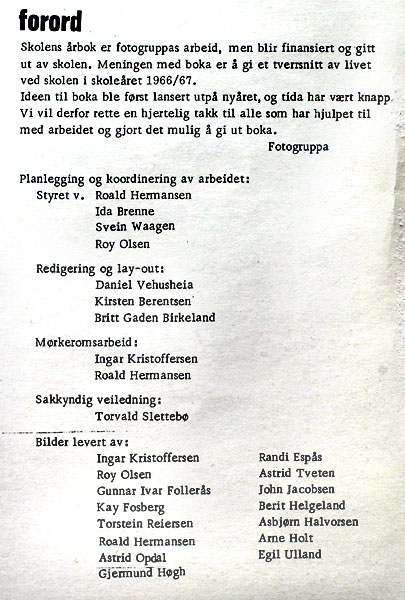 forord
Skolens årbok er fotogruppas arbeid, men blir finansiert og gitt
ut av skolen. Meningen med boka er å gi et tverrsnitt av livet
ved skolen i skoleåret 1966/67.
Ideen til boka ble først lansert utpå nyåret, og tida har vært knapp.
Vi vil derfor rette en hjertelig takk til alle som har hjulpet til
med arbeidet og gjort det mulig å gi ut boka.
Fotogruppa
Planlegging og koordinering av arbeidet:
Styret v. Roald Hermansen
Ida Brenne
Svein Waagen
Roy Olsen
Redigering og lay-out:
Daniel Vehusheia
Kirsten Berentsen
Britt Gaden Birkeland
Mørkeromsarbeid:
Ingar Kristoffersen
Roald Hermansen
Sakkyndig veiledning:
Torvald Slettebø
Bilder levert av:
Ingar Kristoffersen
Roy Olsen
Gunnar Ivar Follerås
Kay Fosberg
Torstein Reiersen
Roald Hermansen
Astrid Opdal
Gjermund Høgh
Randi Espås
Astrid Tveten
John Jacobsen
Berit Helgeland
Asbjørn Halvorsen
Arne Holt
Egil Ulland